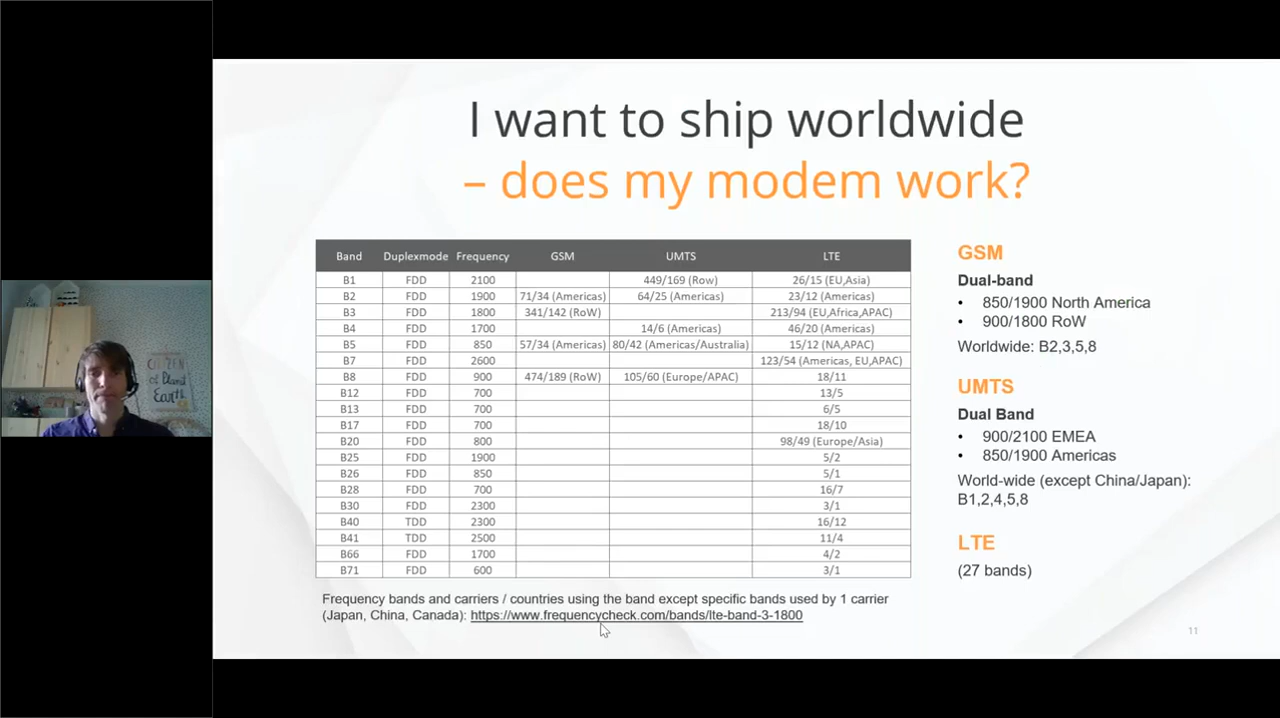 I want to ship worldwide
– does my modem work?
Band Duplexmode Frequency GSM UMTS LTE
B1 FDD 2100 449/169 (Row) 26/15 (EU,Asia)
B2 FDD 1900 71/34 (Americas) 64/25 (Americas) 23/12 (Americas)
B3 FDD 1800 341/142 (RoW) 213/94 (EU,Africa,APAC)
B4 FDD 1700 14/6 (Americas) 46/20 (Americas)
B5 FDD 850 57/34 (Americas) 80/42 (Americas/Australia) 15/12 (NA,APAC)
B7 FDD 2600 123/54 (Americas, EU,APAC)
B8 FDD 900 474/189 (RoW) 105/60 (Europe/APAC) 18/11
B12 FDD 700 13/5
B13 FDD 700 6/5
B17 FDD 700 18/10
B20 FDD 800 98/49 (Europe/Asia)
B25 FDD 1900 5/2
B26 FDD 850 5/1
B28 FDD 700 16/7
B30 FDD 2300 3/1
B40 TDD 2300 16/12
B41 TDD 2500 11/4
B66 FDD 1700 4/2
B71 FDD 600 3/1
Frequency bands and carriers / countries using the band except specific bands used by 1 carrier
(Japan, China, Canada): https://www.frequencycheck.com/bands/lte-band-3-1800
GSM
Dual-band
• 850/1900 North America
• 900/1800 RoW
Worldwide: B2,3,5,8
UMTS
Dual Band
• 900/2100 EMEA
• 850/1900 Americas
World-wide (except China/Japan):
B1,2,4,5,8
LTE
(27 bands)
11
CITIZEN
of Planet
Earth